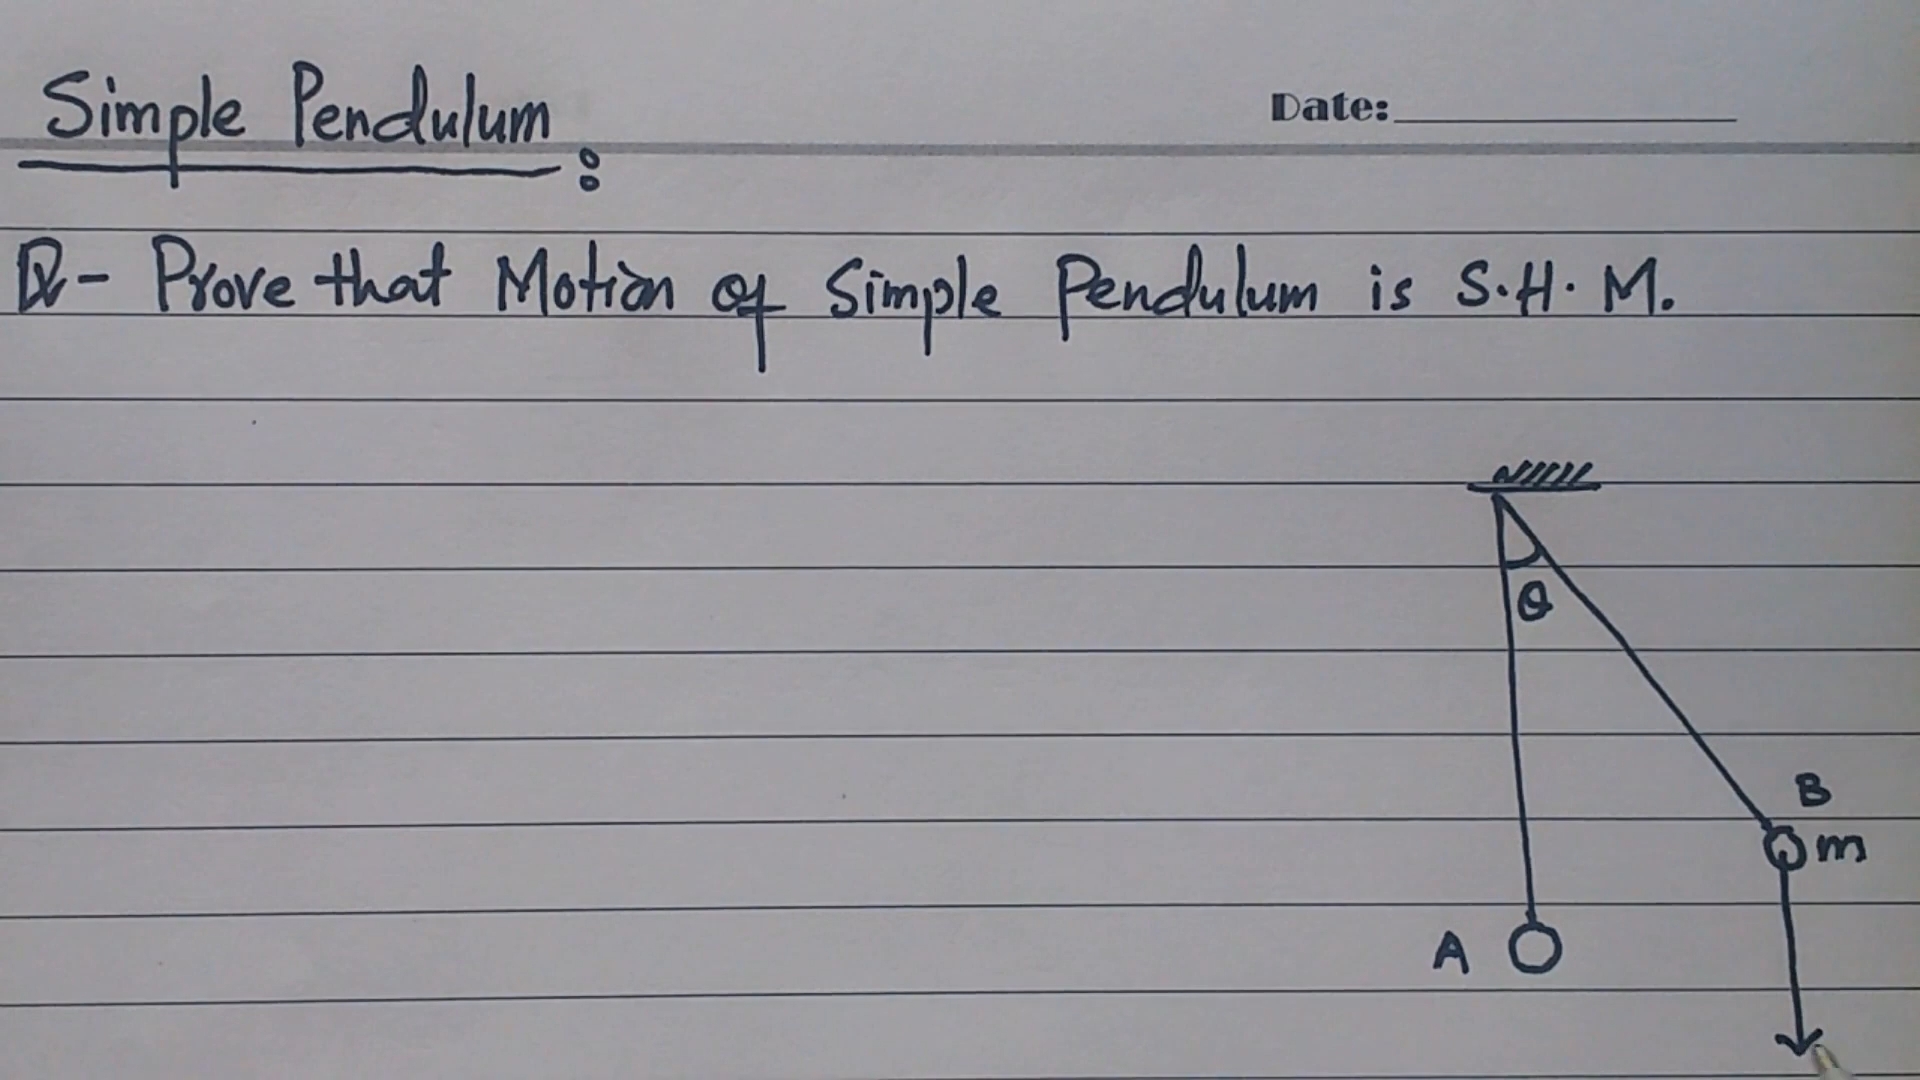 Simple Pendulum :
Date:
Q- Prove that Motion of Simple Pendulum is S.H.M.
θ
B
m
A